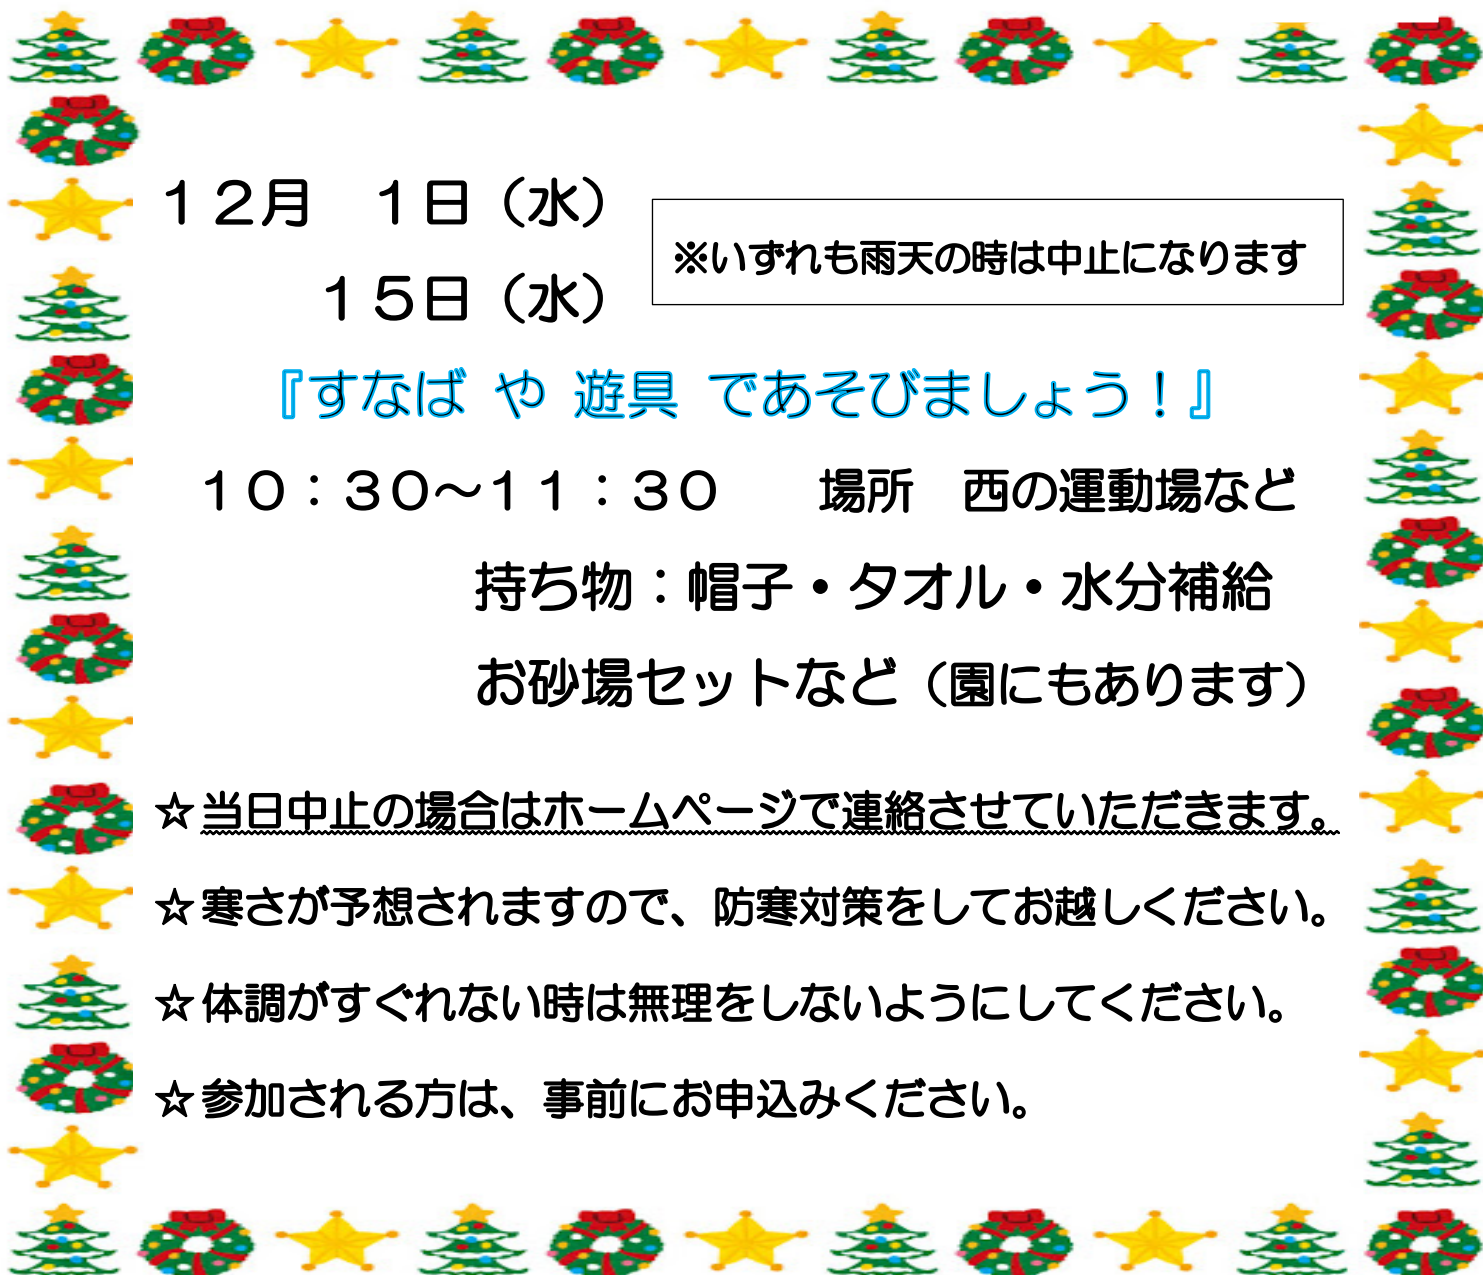 １２月　１日（水）
※いずれも雨天の時は中止になります
１５日（水）
『すなば や 遊具 であそびましょう！』
１０：３０～１１：３０　　場所　西の運動場など
持ち物：帽子・タオル・水分補給
お砂場セットなど（園にもあります）
☆当日中止の場合はホームページで連絡させていただきます。
☆寒さが予想されますので、防寒対策をしてお越しください。
☆体調がすぐれない時は無理をしないようにしてください。
☆参加される方は、事前にお申込みください。